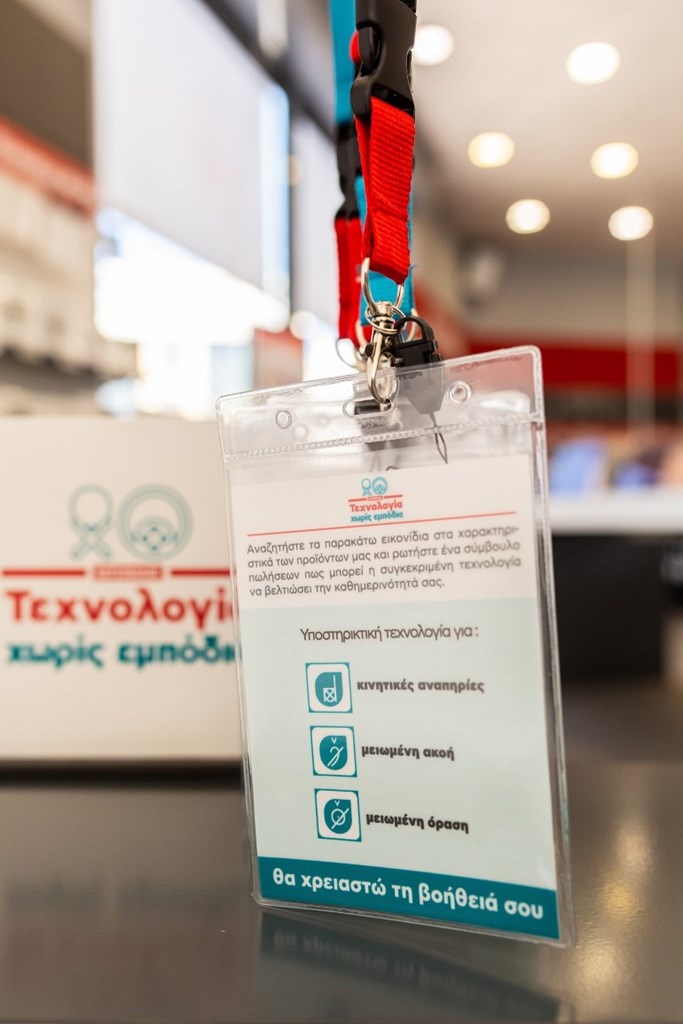 Τεχνολογία
χωρίς εμπόδια
Αναζητήστε τα παρακάτω εικονίδια στα χαρακτηρι-
στικά των προϊόντων μας και ρωτήστε ένα σύμβουλο
πωλήσεων πως μπορεί η συγκεκριμένη τεχνολογία
να βελτιώσει την καθημερινότητά σας.
Υποστηρικτική τεχνολογία για:
κινητικές αναπηρίες
μειωμένη ακοή
μειωμένη όραση
θα χρειαστώ τη βοήθειά σου
Τεχνολογία
χωρίς εμπόδι